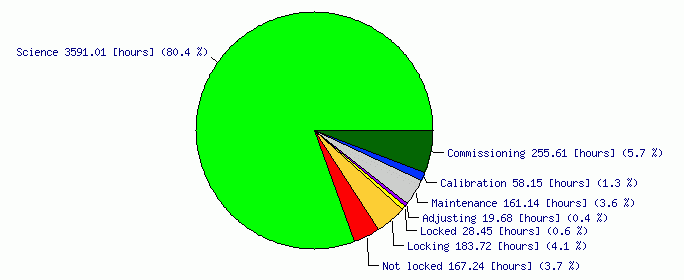 Science 3591.01 [hours] (80.4 %)
Commissioning 255.61 [hours] (5.7 %)
Calibration 58.15 [hours] (1.3 %)
Maintenance 161.14 [hours] (3.6 %)
Adjusting 19.68 [hours] (0.4 %)
Locked 28.45 [hours] (0.6 %)
Locking 183.72 [hours] (4.1 %)
Not locked 167.24 [hours] (3.7 %)